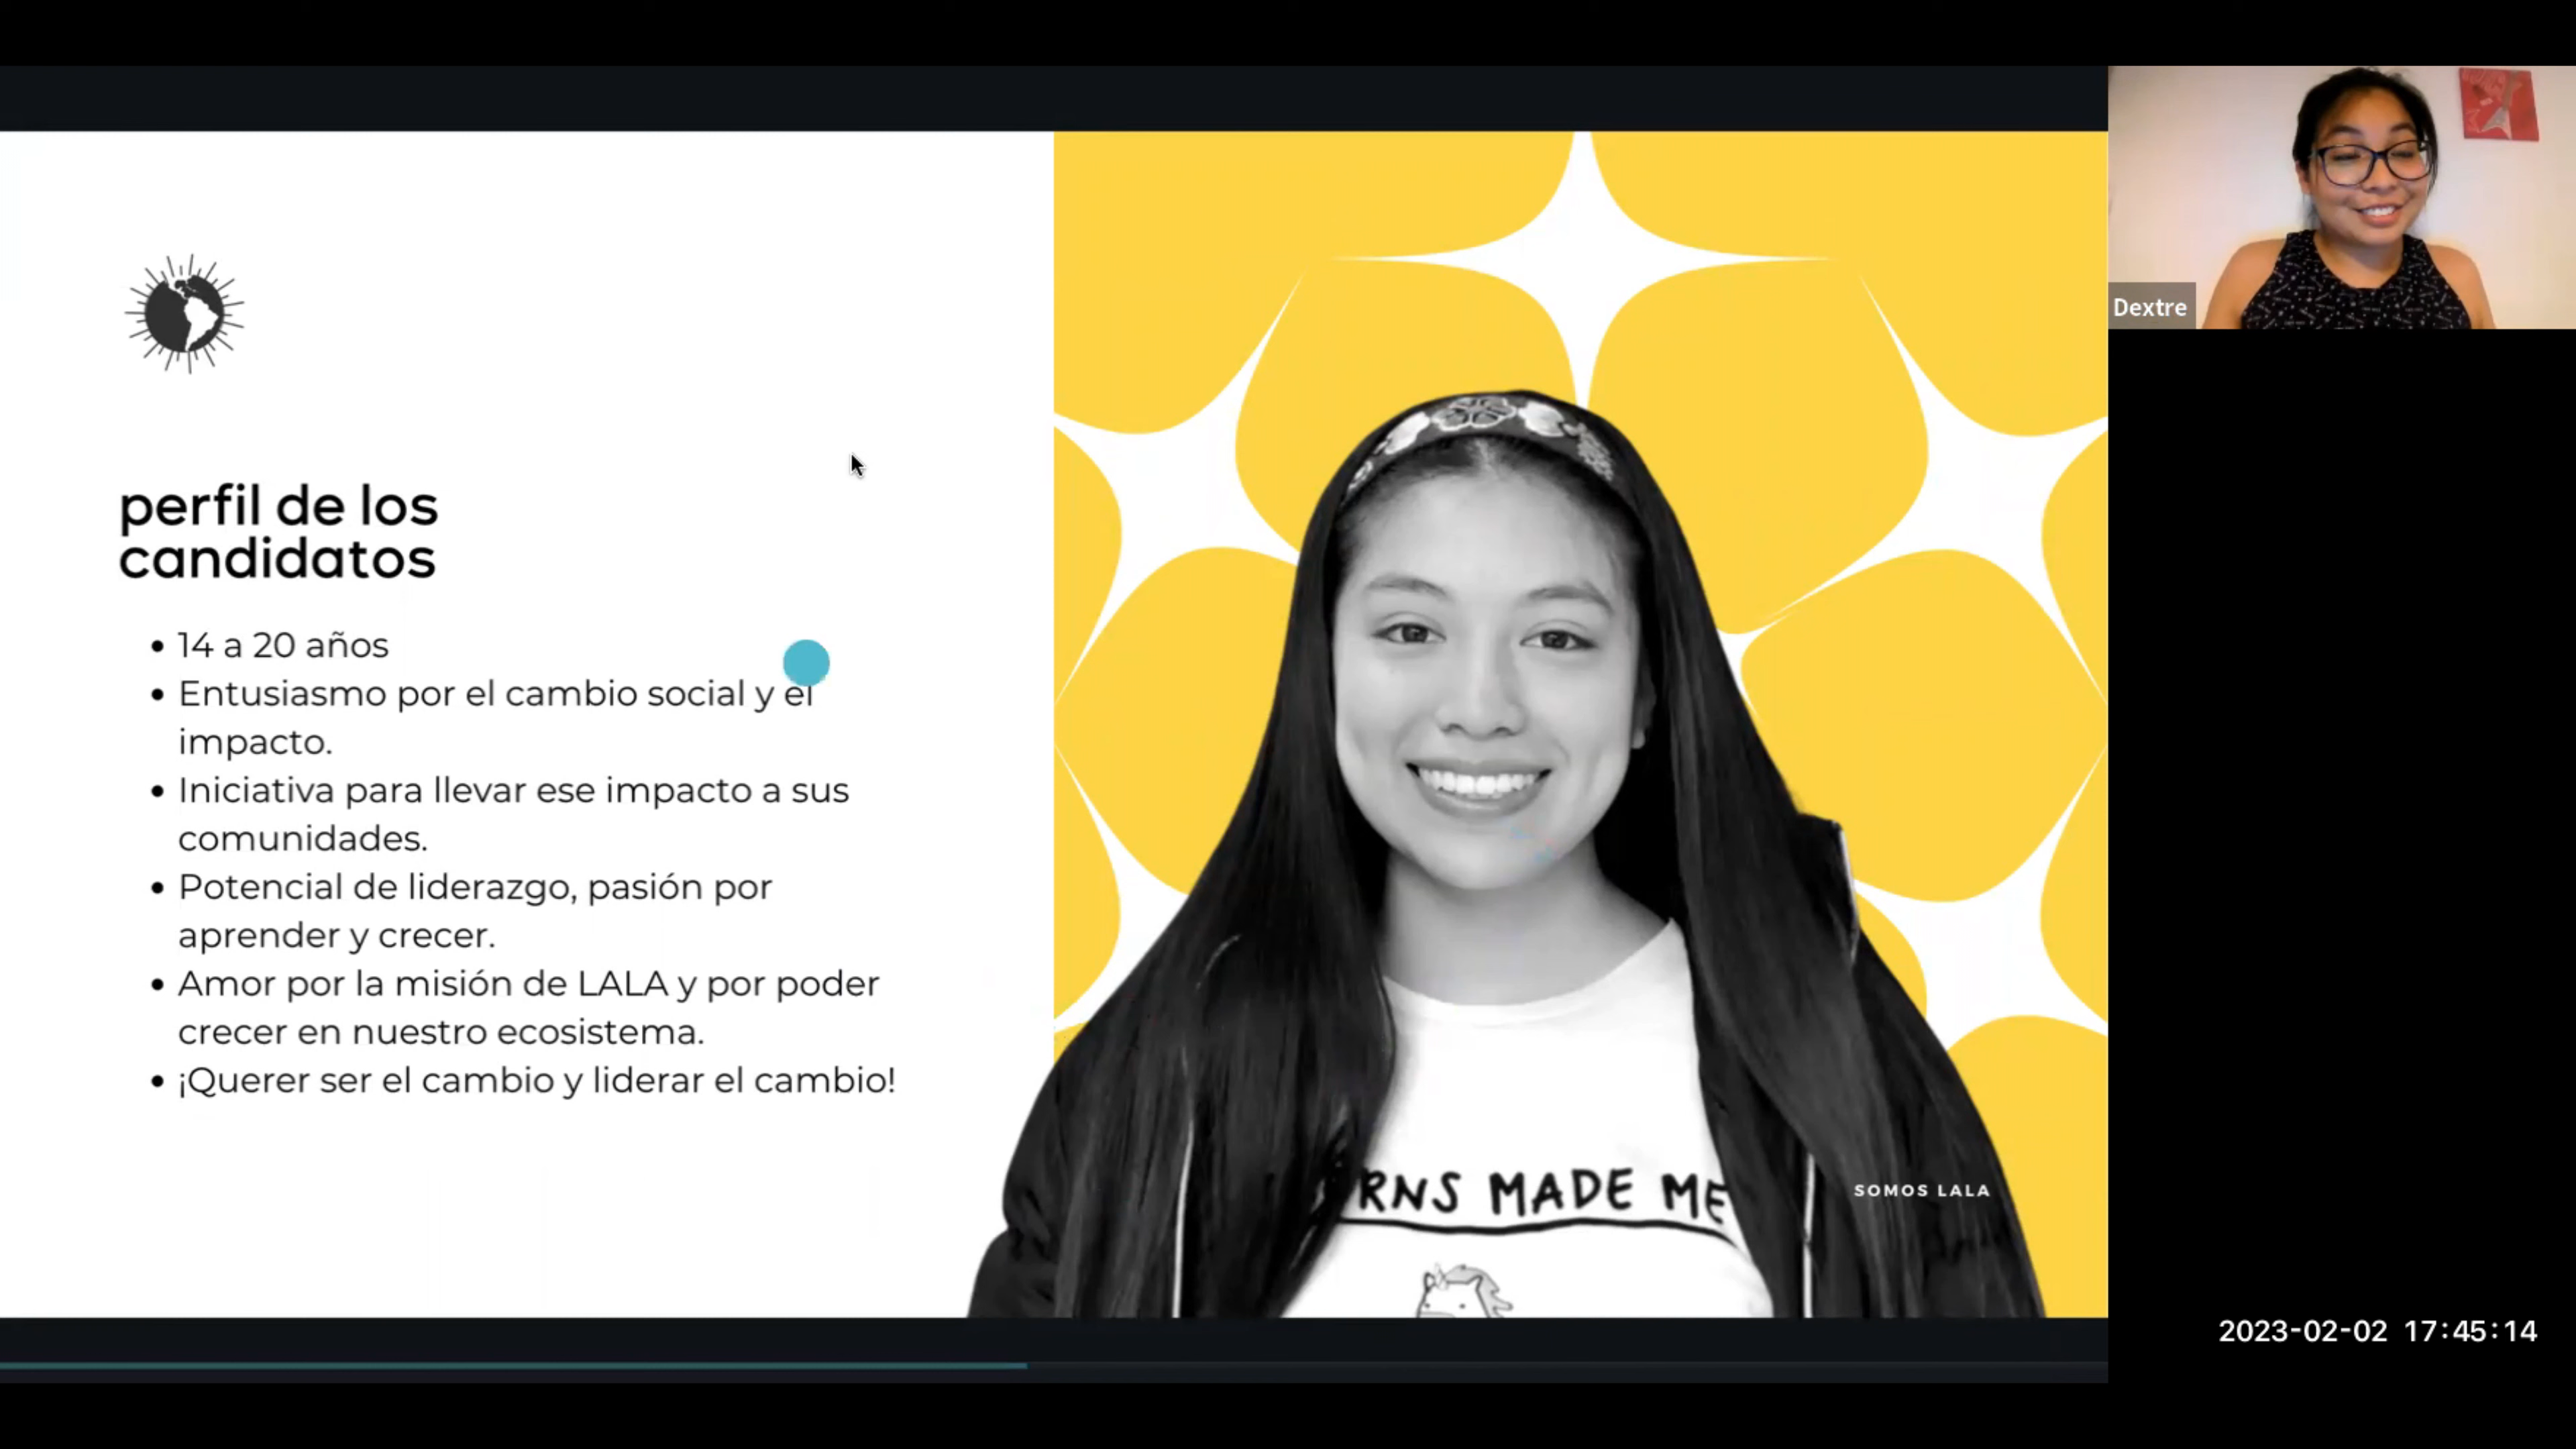 perfil de los
candidatos
• 14 a 20 años
• Entusiasmo por el cambio social y el
impacto.
• Iniciativa para llevar ese impacto a sus
comunidades.
• Potencial de liderazgo, pasión por
aprender y crecer.
• Amor por la misión de LALA y por poder
crecer en nuestro ecosistema.
• ¡Querer ser el cambio y liderar el cambio!
RNS MADE ME
SOMOS LALA
Dextre
2023-02-02 17:45:14